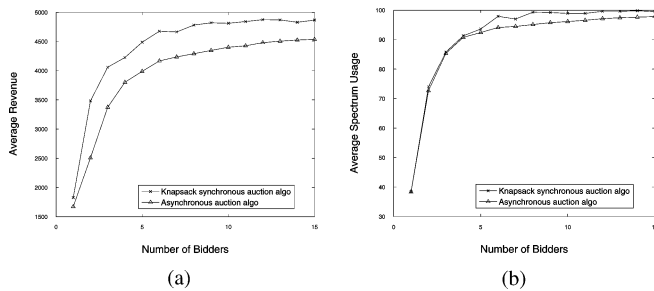 5000
4500
4000
3500
3000
2500
2000
1500
0
5
10
15
Average Revenue
Number of Bidders
Knapsack synchronous auction algo
Asynchronous auction algo
(a)
100
90
80
70
60
50
40
30
0
5
10
15
Average Spectrum Usage
Number of Bidders
Knapsack synchronous auction algo
Asynchronous auction algo
(b)